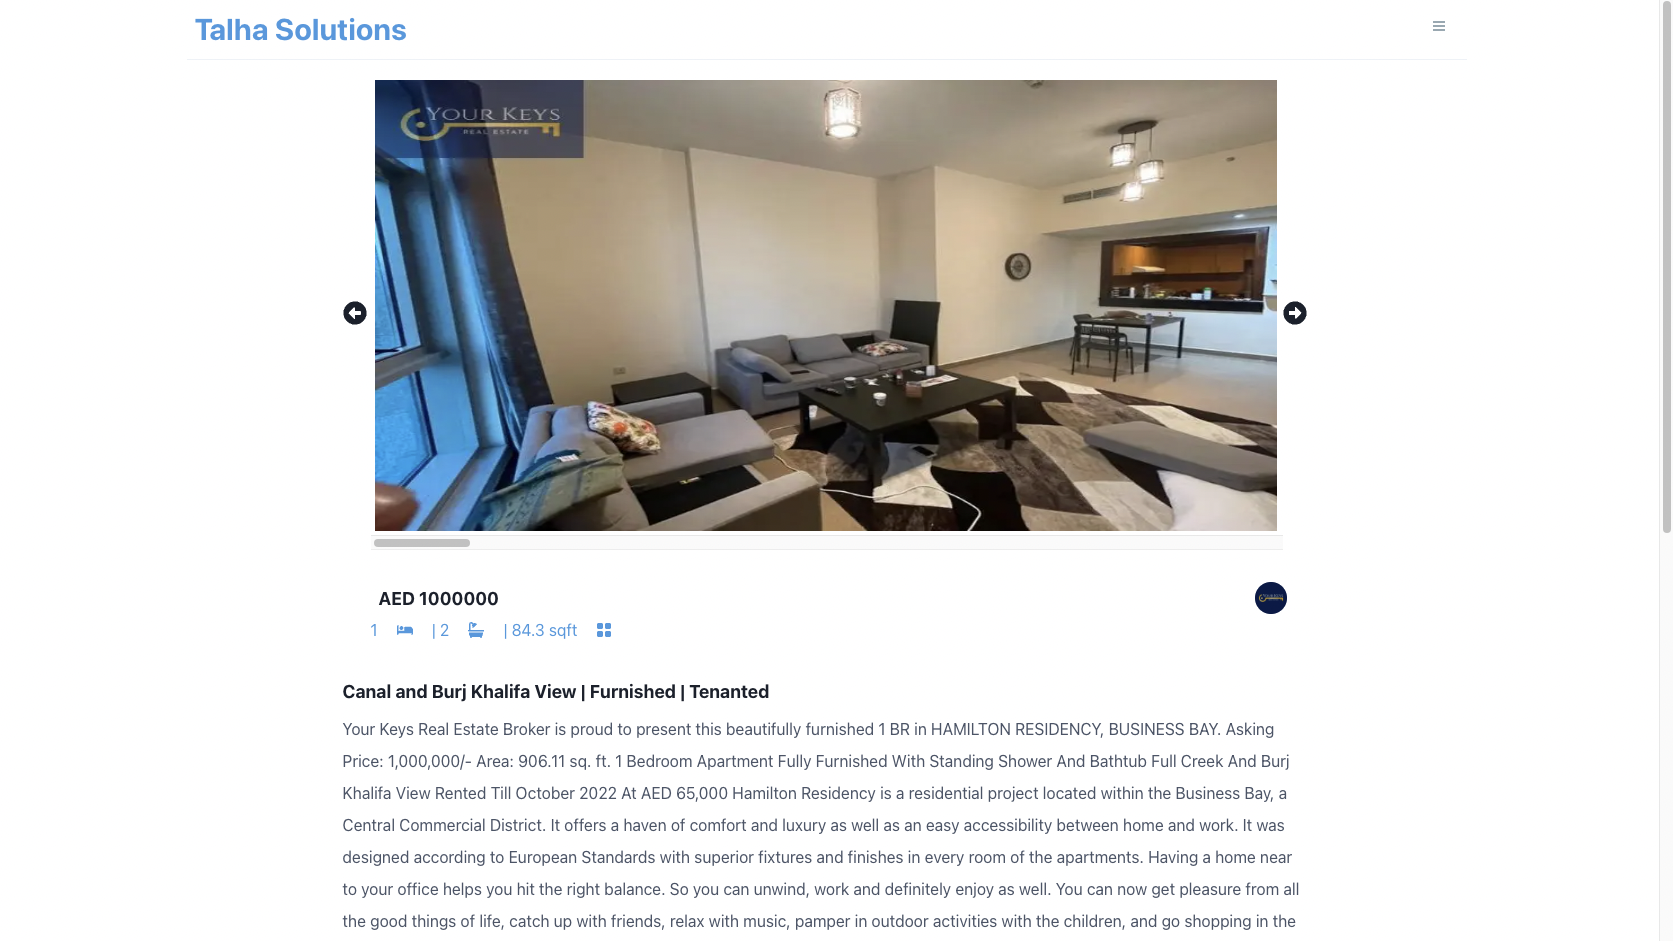 Talha Solutions
YOUR KEYS
REAL ESTATE
AED 1000000
1 | 2 | 84.3 sqft
Canal and Burj Khalifa View | Furnished | Tenanted
Your Keys Real Estate Broker is proud to present this beautifully furnished 1 BR in HAMILTON RESIDENCY, BUSINESS BAY. Asking
Price: 1,000,000/- Area: 906.11 sq. ft. 1 Bedroom Apartment Fully Furnished With Standing Shower And Bathtub Full Creek And Burj
Khalifa View Rented Till October 2022 At AED 65,000 Hamilton Residency is a residential project located within the Business Bay, a
Central Commercial District. It offers a haven of comfort and luxury as well as an easy accessibility between home and work. It was
designed according to European Standards with superior fixtures and finishes in every room of the apartments. Having a home near
to your office helps you hit the right balance. So you can unwind, work and definitely enjoy as well. You can now get pleasure from all
the good things of life, catch up with friends, relax with music, pamper in outdoor activities with the children, and go shopping in the